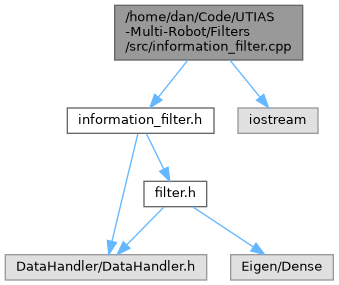 /home/dan/Code/UTIAS
-Multi-Robot/Filters
/src/information_filter.cpp
information_filter.h
iostream
filter.h
DataHandler/DataHandler.h
Eigen/Dense